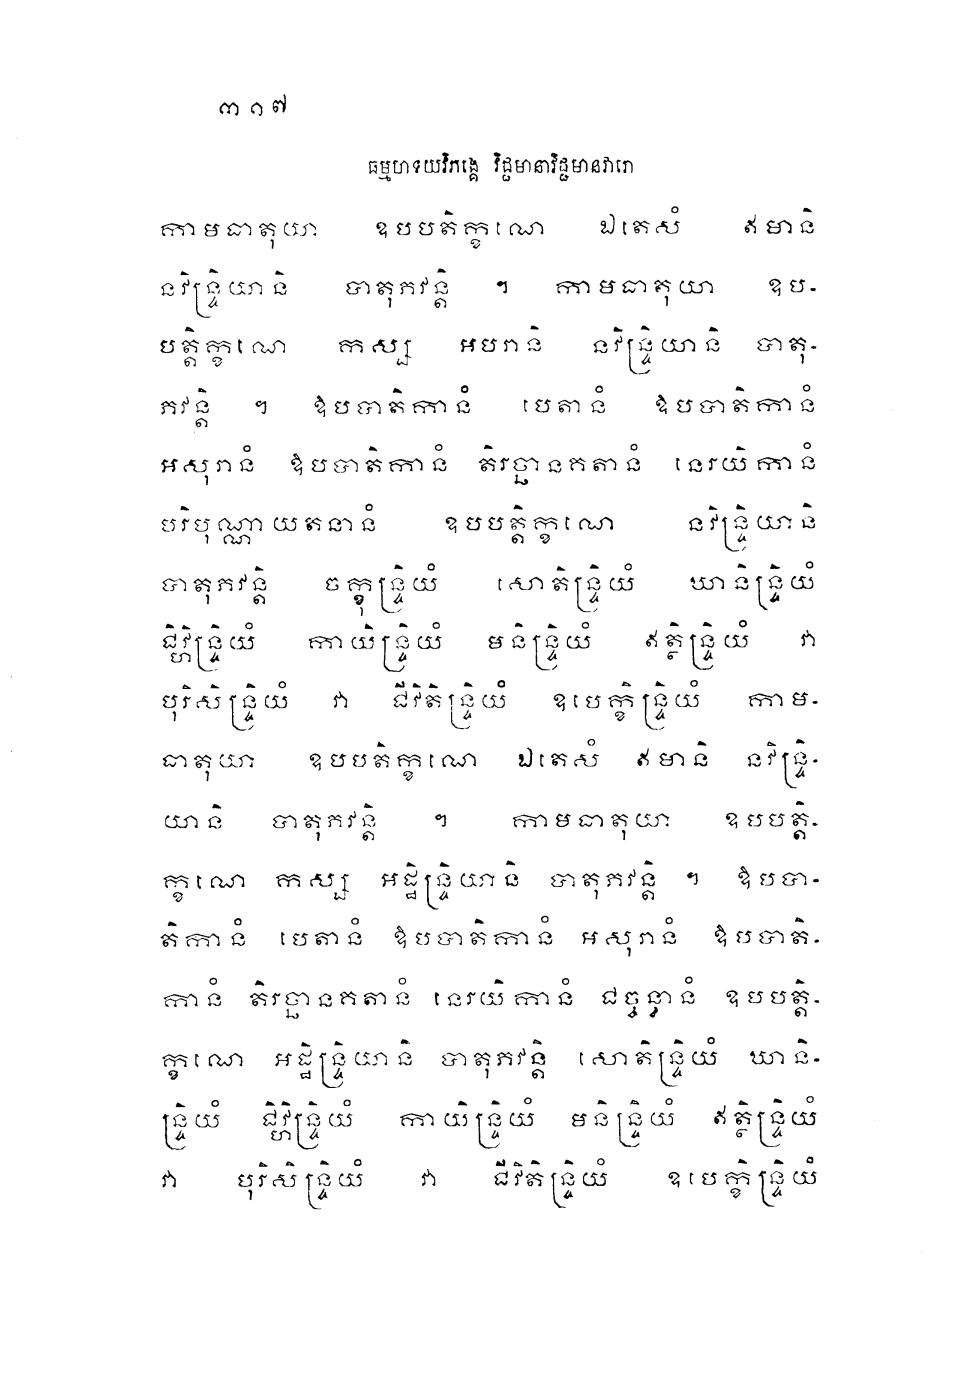 ៣១៧
ធម្មហទយវិភង្គេ វិជ្ជមានាវិជ្ជមានវារោ
កាមធាតុយា ឧបបតិក្ខណេ ឯតេសំ ឥមានិ
នវិន្ទ្រិយានិ បាតុភវន្តិ ។ កាមធាតុយា ឧប-
បត្តិក្ខណេ កស្ស អបរានិ នវិន្ទ្រិយានិ បាតុ-
ភវន្តិ ។ ឱបបាតិកានំ បេតានំ ឱបបាតិកានំ
អសុរានំ ឱបបាតិកានំ តិរច្ឆានកតានំ នេរយិកានំ
បរិបុណ្ណាយតនានំ ឧបបត្តិក្ខណេ នវិន្ទ្រិយានិ
បាតុភវន្តិ ចក្ខុន្ទ្រិយំ សោតិន្ទ្រិយំ ឃានិន្ទ្រិយំ
ជិវ្ហិន្ទ្រិយំ កាយិន្ទ្រិយំ មនិន្ទ្រិយំ ឥត្ថិន្ទ្រិយំ វា
បុរិសិន្ទ្រិយំ វា ជីវិតិន្ទ្រិយំ ឧបេក្ខិន្ទ្រិយំ កាម-
ធាតុយា ឧបបតិក្ខណេ ឯតេសំ ឥមានិ នវិន្ទ្រិ-
យានិ បាតុភវន្តិ ។ កាមធាតុយា ឧបបត្តិ-
ក្ខណេ កស្ស អដ្ឋិន្ទ្រិយានិ បាតុភវន្តិ ។ ឱបបា-
តិកានំ បេតានំ ឱបបាតិកានំ អសុរានំ ឱបបាតិ-
កានំ តិរច្ឆានកតានំ នេរយិកានំ ជច្ចន្ធានំ ឧបបត្តិ-
ក្ខណេ អដ្ឋិន្ទ្រិយានិ បាតុភវន្តិ សោតិន្ទ្រិយំ ឃានិ-
ន្ទ្រិយំ ជិវ្ហិន្ទ្រិយំ កាយិន្ទ្រិយំ មនិន្ទ្រិយំ ឥត្ថិន្ទ្រិយំ
វា បុរិសិន្ទ្រិយំ វា ជីវិតិន្ទ្រិយំ ឧបេក្ខិន្ទ្រិយំ